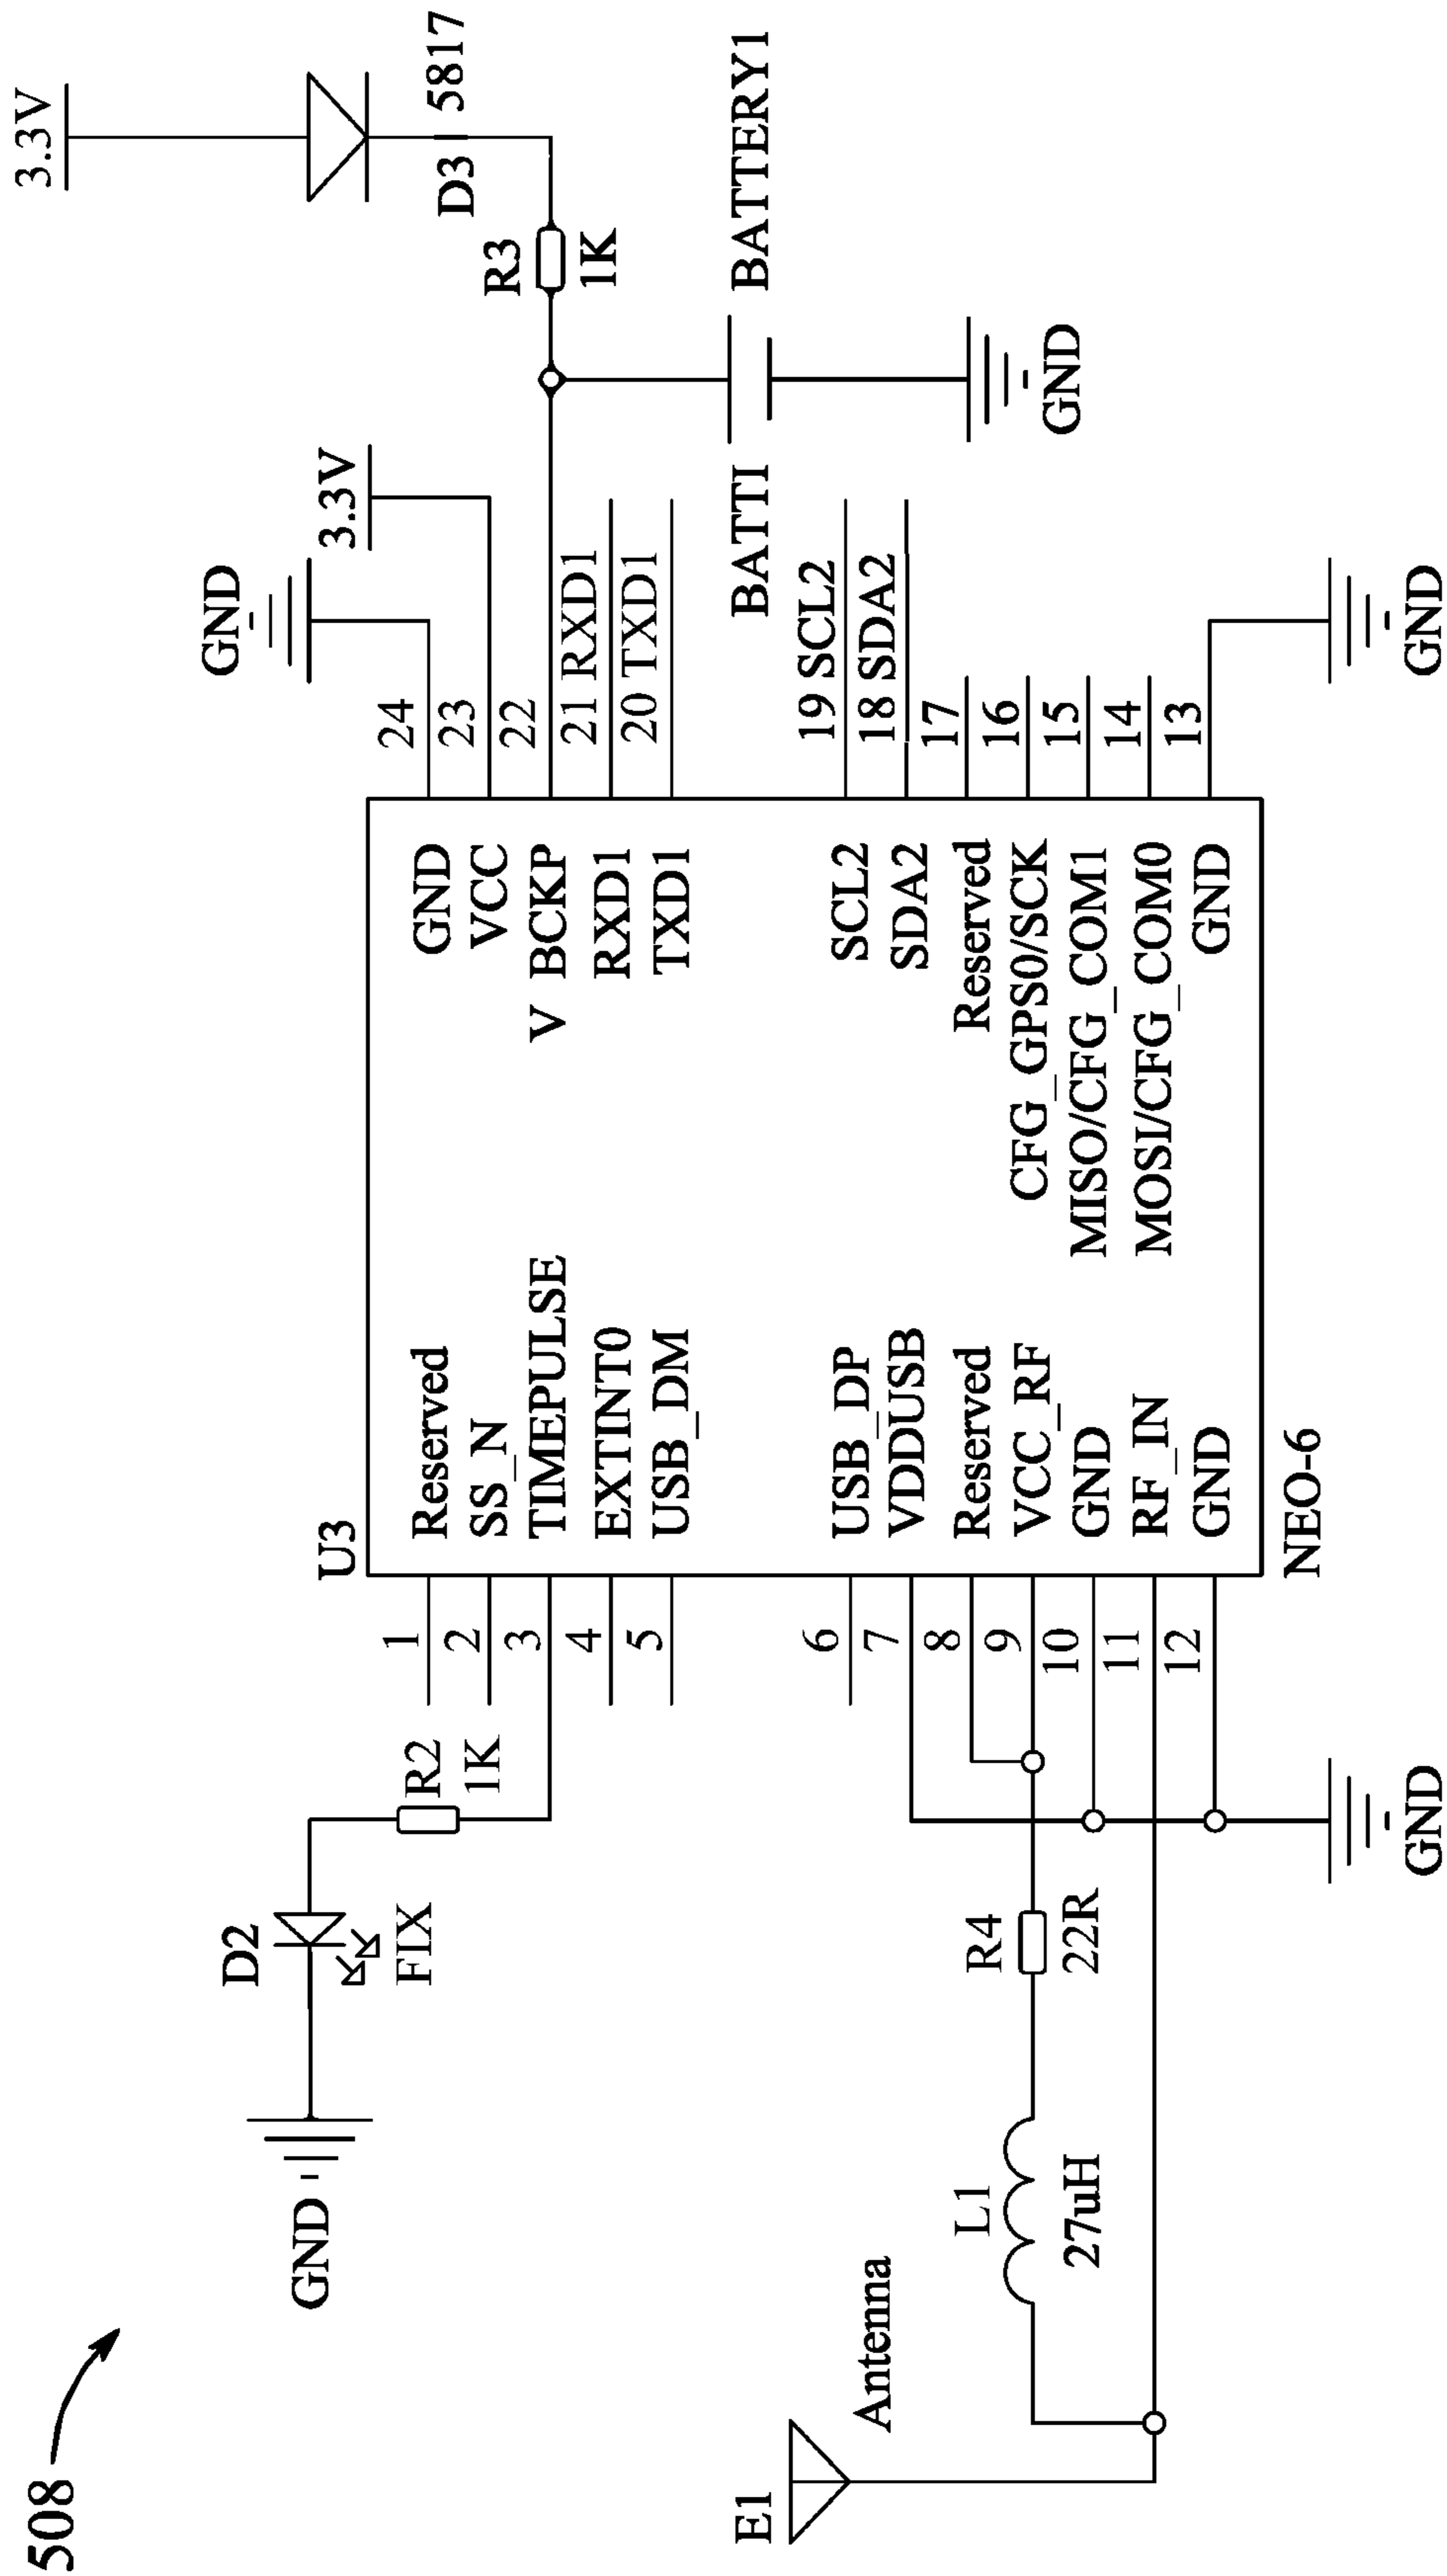 508
GND
D2
FIX
R2
1K
E1
Antenna
L1
27uH
R4
22R
GND
U3
NEO-6
1
2
3
4
5
6
7
8
9
10
11
12
Reserved
SS_N
TIMEPULSE
EXTINT0
USB_DM
USB_DP
VDDUSB
Reserved
VCC_RF
GND
RF_IN
GND
GND
VCC
V BCKP
RXD1
TXD1
SCL2
SDA2
Reserved
CFG_GPS0/SCK
MISO/CFG_COM1
MOSI/CFG_COM0
GND
24
23
22
21 RXD1
20 TXD1
19 SCL2
18 SDA2
17
16
15
14
13
GND
3.3V
GND
BATTI
BATTERY1
GND
R3
1K
D3
5817
3.3V